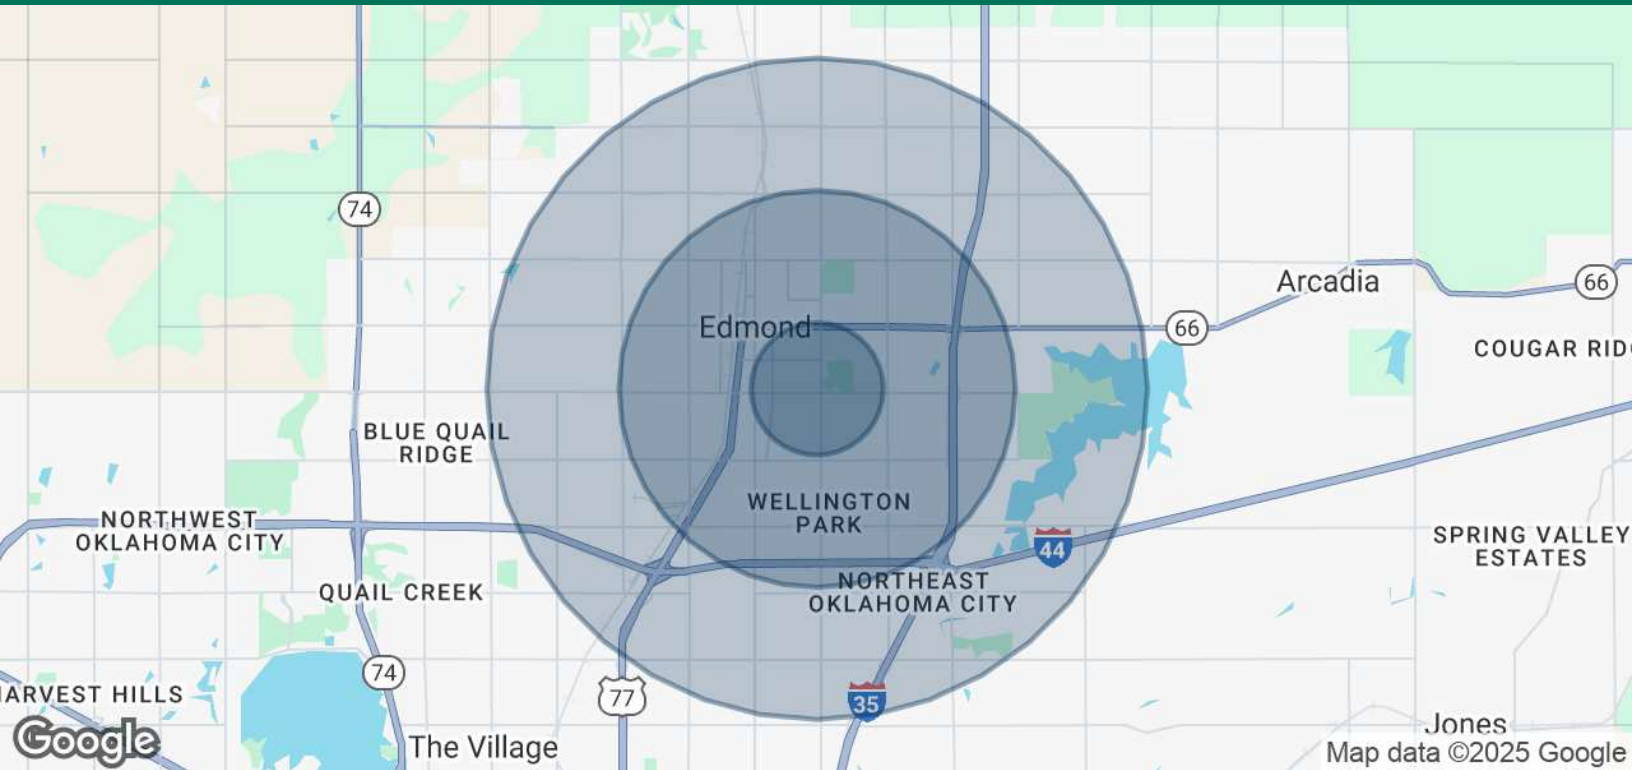 74
Edmond
Arcadia
66
66
COUGAR RID
BLUE QUAIL
RIDGE
WELLINGTON
PARK
NORTHWEST
OKLAHOMA CITY
44
SPRING VALLEY
ESTATES
QUAIL CREEK
NORTHEAST
OKLAHOMA CITY
74
HARVEST HILLS
77
35
Google
The Village
Jones
Map data ©2025 Google